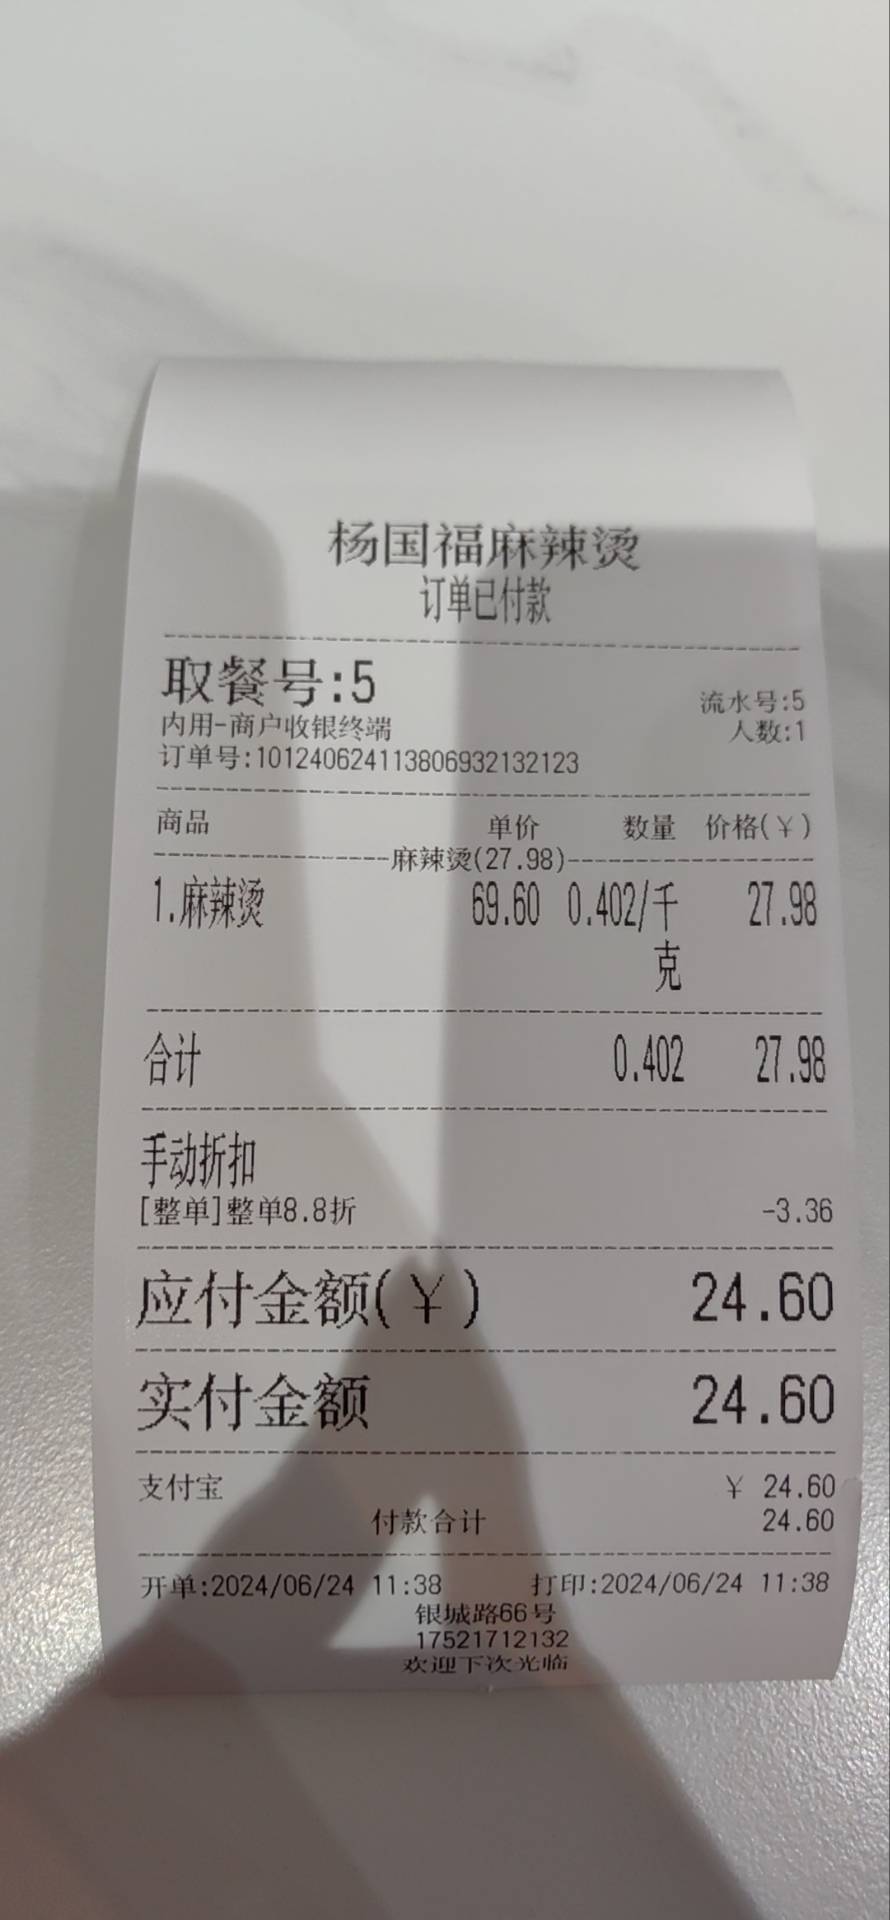 杨国福麻辣烫
订单已付款
取餐号:5
流水号:5
内用-商户收银终端 人数:1
订单号:101240624113806932132123
商品 单价 数量 价格(¥)
麻辣烫(27.98)
1.麻辣烫 69.60 0.402/千克 27.98
合计 0.402 27.98
手动折扣
[整单]整单8.8折 -3.36
应付金额(¥) 24.60
实付金额 24.60
支付宝 ¥ 24.60
付款合计 24.60
开单:2024/06/24 11:38 打印:2024/06/24 11:38
银城路66号
17521712132
欢迎下次光临